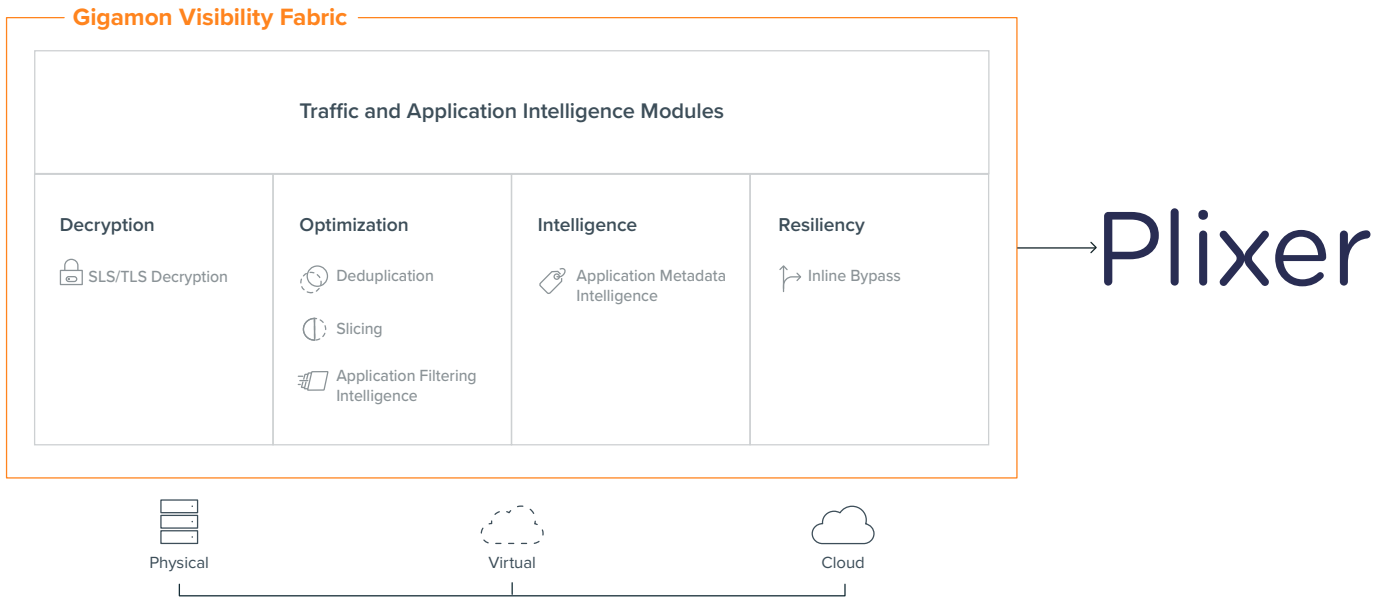 Gigamon Visibility Fabric
Traffic and Application Intelligence Modules
Decryption
SLS/TLS Decryption
Optimization
Deduplication
Slicing
Application Filtering
Intelligence
Intelligence
Application Metadata
Intelligence
Resiliency
Inline Bypass
Plixer
Physical
Virtual
Cloud